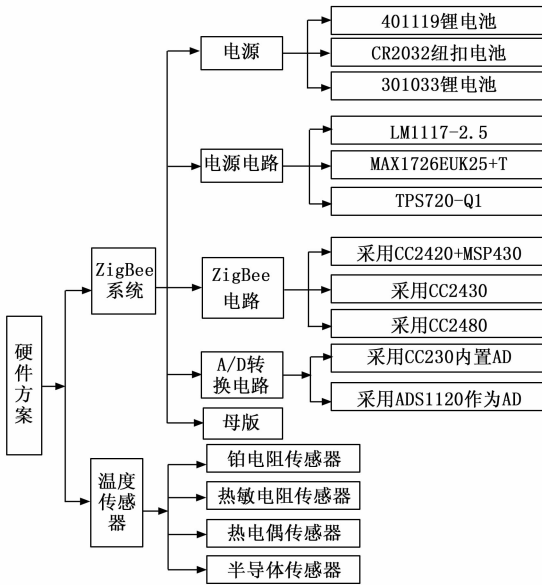 硬件方案
ZigBee
系统
电源
401119锂电池
CR2032纽扣电池
301033锂电池
电源电路
LM1117-2.5
MAX1726EUK25+T
TPS720-Q1
ZigBee
电路
采用CC2420+MSP430
采用CC2430
采用CC2480
A/D转
换电路
采用CC230内置AD
采用ADS1120作为AD
母版
温度
传感
器
铂电阻传感器
热敏电阻传感器
热电偶传感器
半导体传感器